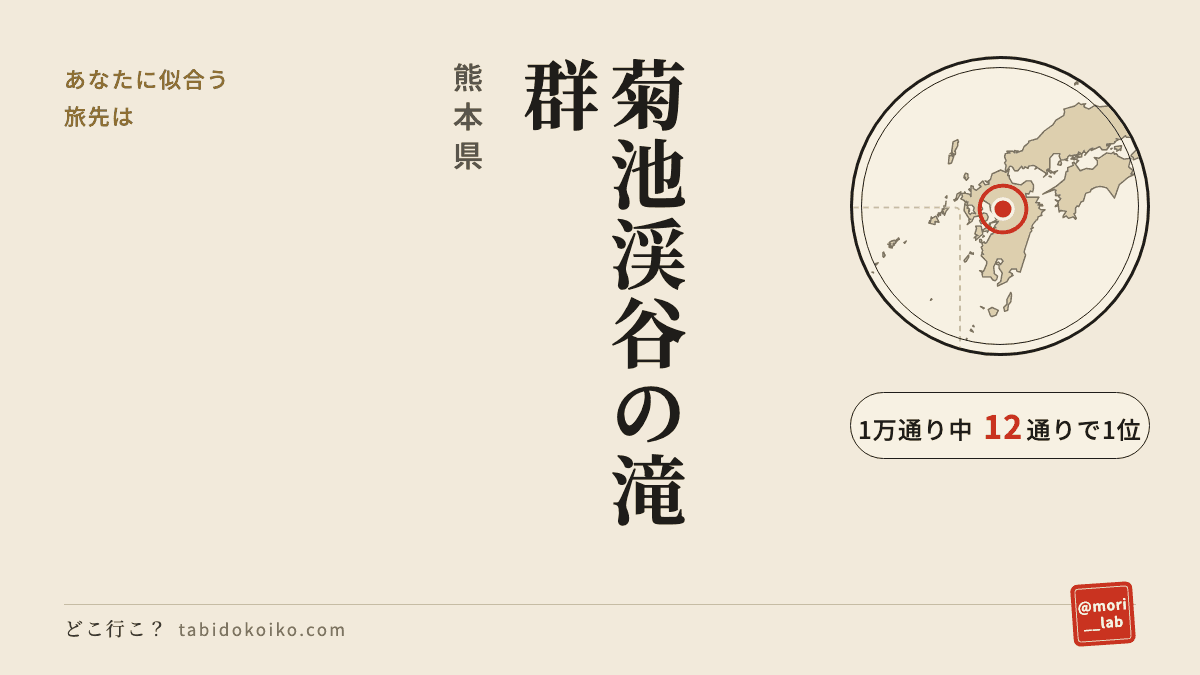 あなたに似合う
旅先は
菊池渓谷の滝
群
熊本県
1万通り中 12通りで1位
どこ行こ? tabidokoiko.com
@mori
__lab